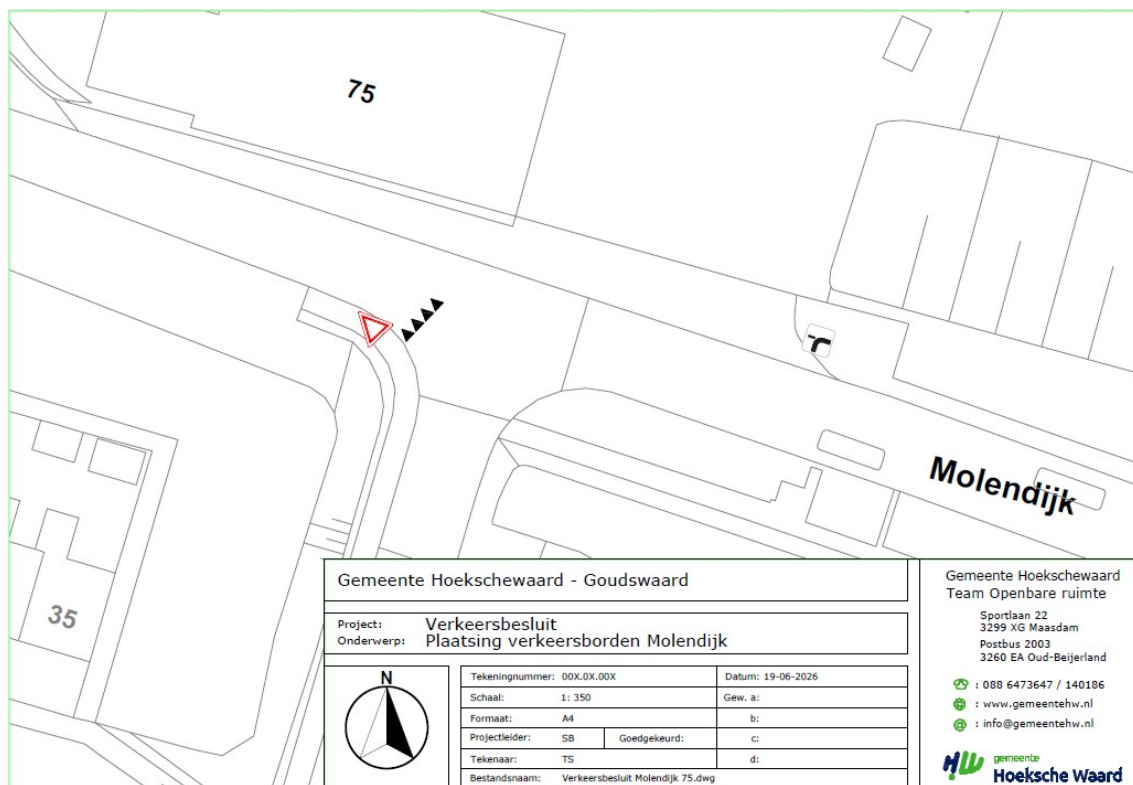 75
Molendijk
35
Gemeente Hoekschewaard - Goudswaard
Project: Verkeersbesluit
Onderwerp: Plaatsing verkeersborden Molendijk
N
Tekeningnummer: 00X.0X.00X
Datum: 19-06-2026
Schaal: 1: 350
Gew. a:
Formaat: A4
b:
Projectleider: SB
Goedgekeurd:
c:
Tekenaar: TS
d:
Bestandsnaam: Verkeersbesluit Molendijk 75.dwg
Gemeente Hoekschewaard
Team Openbare ruimte
Sportlaan 22
3299 XG Maasdam
Postbus 2003
3260 EA Oud-Beijerland
: 088 6473647 / 140186
: www.gemeentehw.nl
: info@gemeentehw.nl
gemeente
Hoeksche Waard